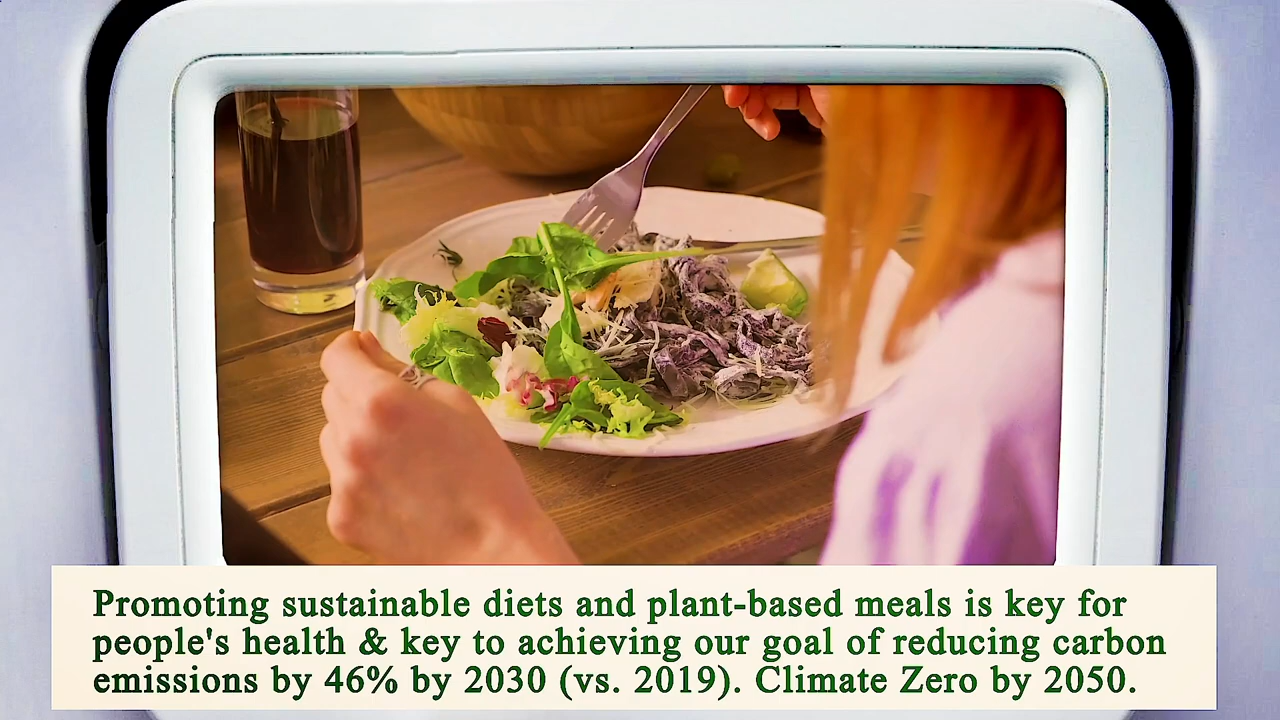 Promoting sustainable diets and plant-based meals is key for
people's health & key to achieving our goal of reducing carbon
emissions by 46% by 2030 (vs. 2019). Climate Zero by 2050.